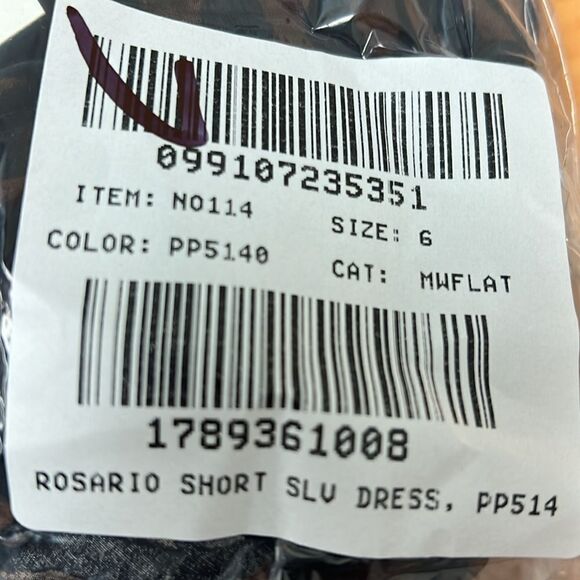 099107235351
ITEM: NO114 SIZE: 6
COLOR: PP5140 CAT: MWFLAT
1789361008
ROSARIO SHORT SLV DRESS, PP514